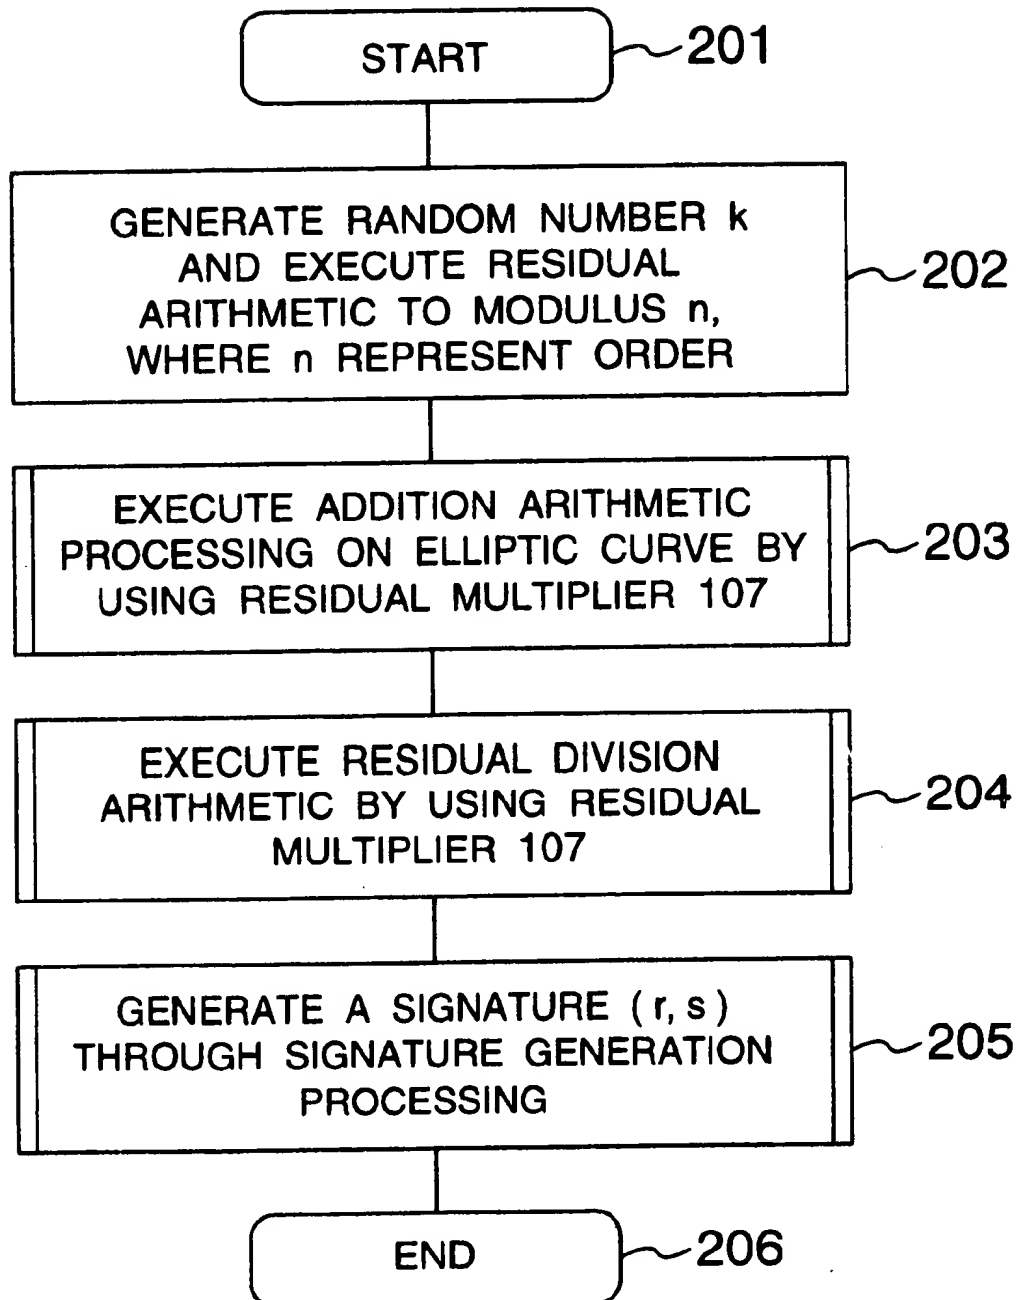 START
201
GENERATE RANDOM NUMBER k
AND EXECUTE RESIDUAL
ARITHMETIC TO MODULUS n,
WHERE n REPRESENT ORDER
202
EXECUTE ADDITION ARITHMETIC
PROCESSING ON ELLIPTIC CURVE BY
USING RESIDUAL MULTIPLIER 107
203
EXECUTE RESIDUAL DIVISION
ARITHMETIC BY USING RESIDUAL
MULTIPLIER 107
204
GENERATE A SIGNATURE (r, s)
THROUGH SIGNATURE GENERATION
PROCESSING
205
END
206